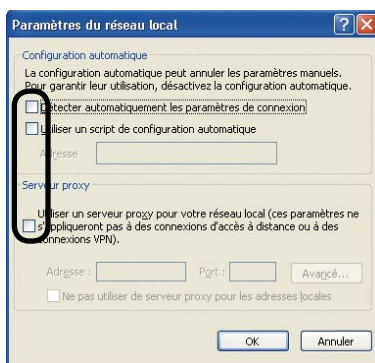 Paramètres du réseau local
Configuration automatique
La configuration automatique peut annuler les paramètres manuels.
Pour garantir leur utilisation, désactivez la configuration automatique.
Détecter automatiquement les paramètres de connexion
Utiliser un script de configuration automatique
Adresse
Serveur proxy
Utiliser un serveur proxy pour votre réseau local (ces paramètres ne
s'appliqueront pas à des connexions d'accès à distance ou à des
connexions VPN).
Adresse : Port : Avancé...
Ne pas utiliser de serveur proxy pour les adresses locales
OK Annuler